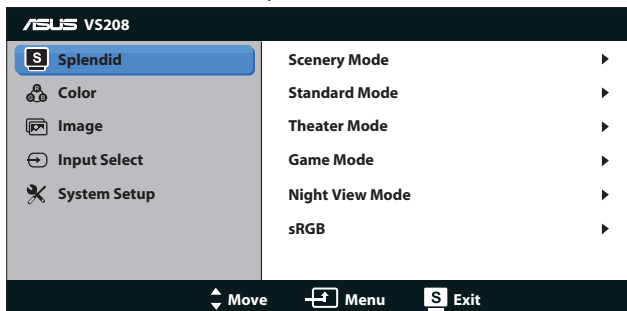 ASUS VS208
S Splendid
Color
Image
Input Select
System Setup
Scenery Mode
Standard Mode
Theater Mode
Game Mode
Night View Mode
sRGB
Move Menu S Exit